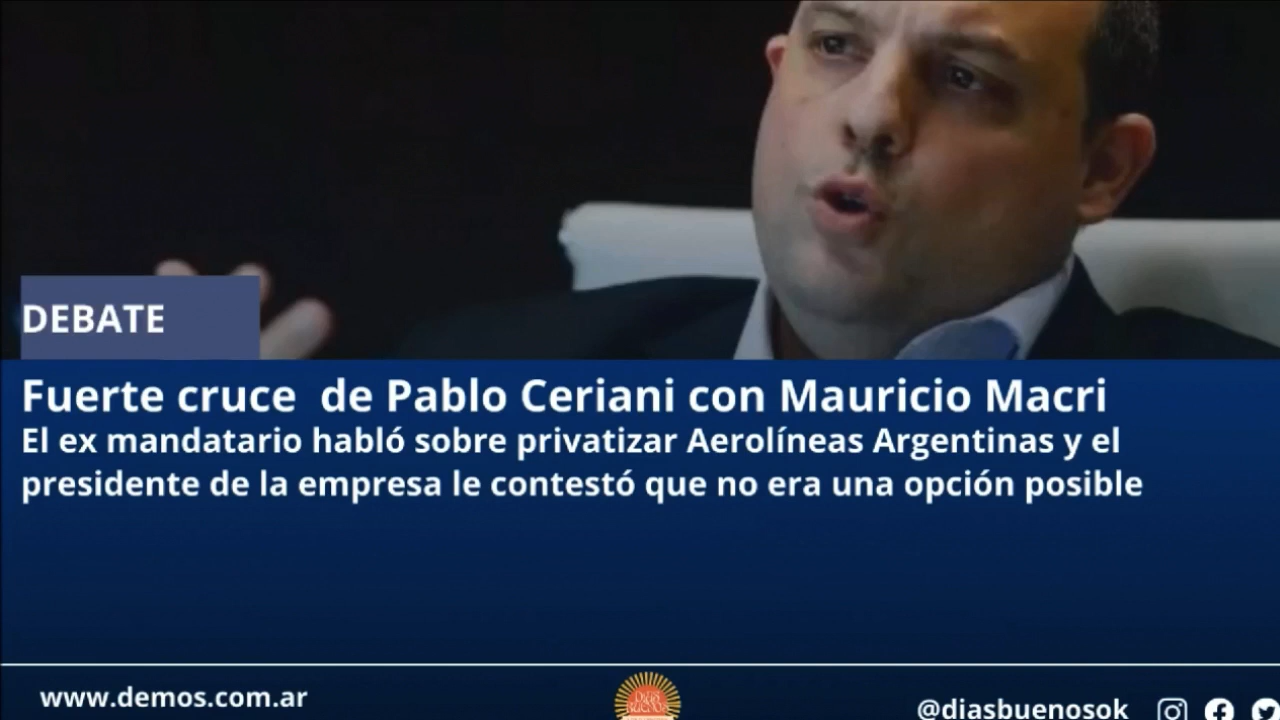 DEBATE
Fuerte cruce  de Pablo Ceriani con Mauricio Macri
El ex mandatario habló sobre privatizar Aerolíneas Argentinas y el
presidente de la empresa le contestó que no era una opción posible
www.demos.com.ar
@diasbuenosok